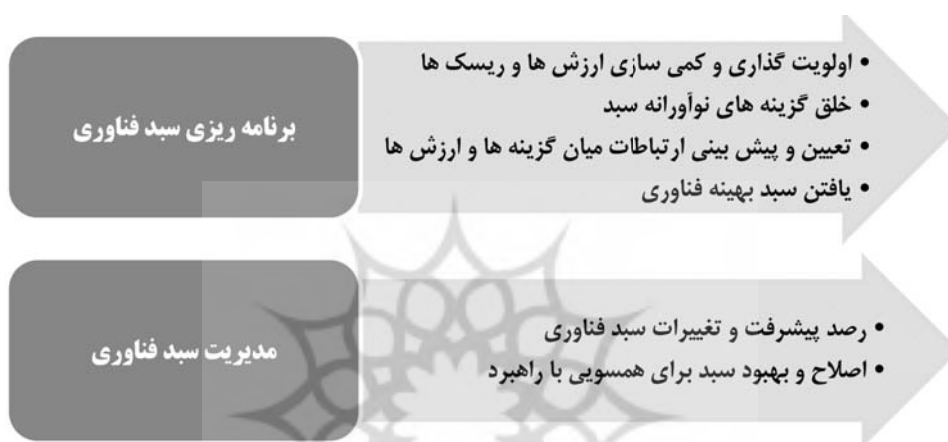 برنامه ریزی سبد فناوری
• اولویت گذاری و کمی سازی ارزش ها و ریسک ها
• خلق گزینه های نوآورانه سبد
• تعیین و پیش بینی ارتباطات میان گزینه ها و ارزش ها
• یافتن سبد بهینه فناوری
مدیریت سبد فناوری
• رصد پیشرفت و تغییرات سبد فناوری
• اصلاح و بهبود سبد برای همسویی با راهبرد